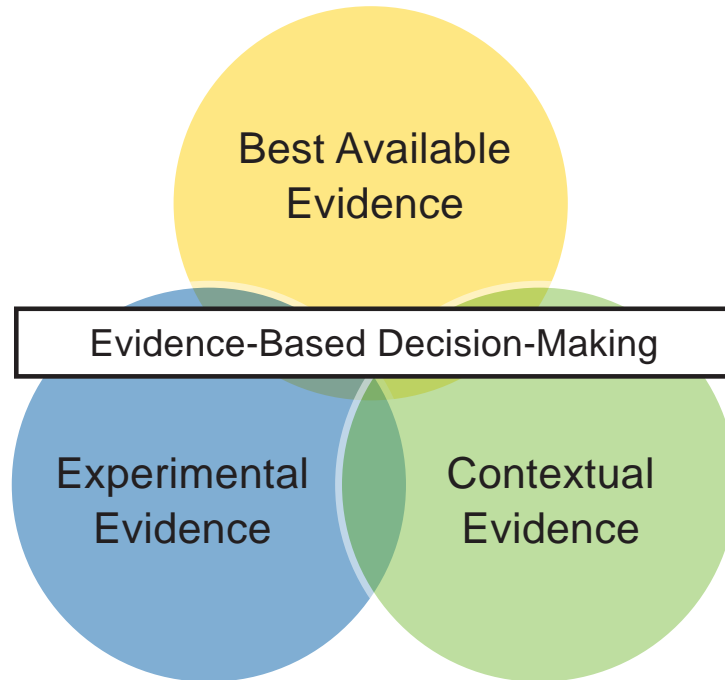 Best Available
Evidence
Evidence-Based Decision-Making
Experimental
Evidence
Contextual
Evidence